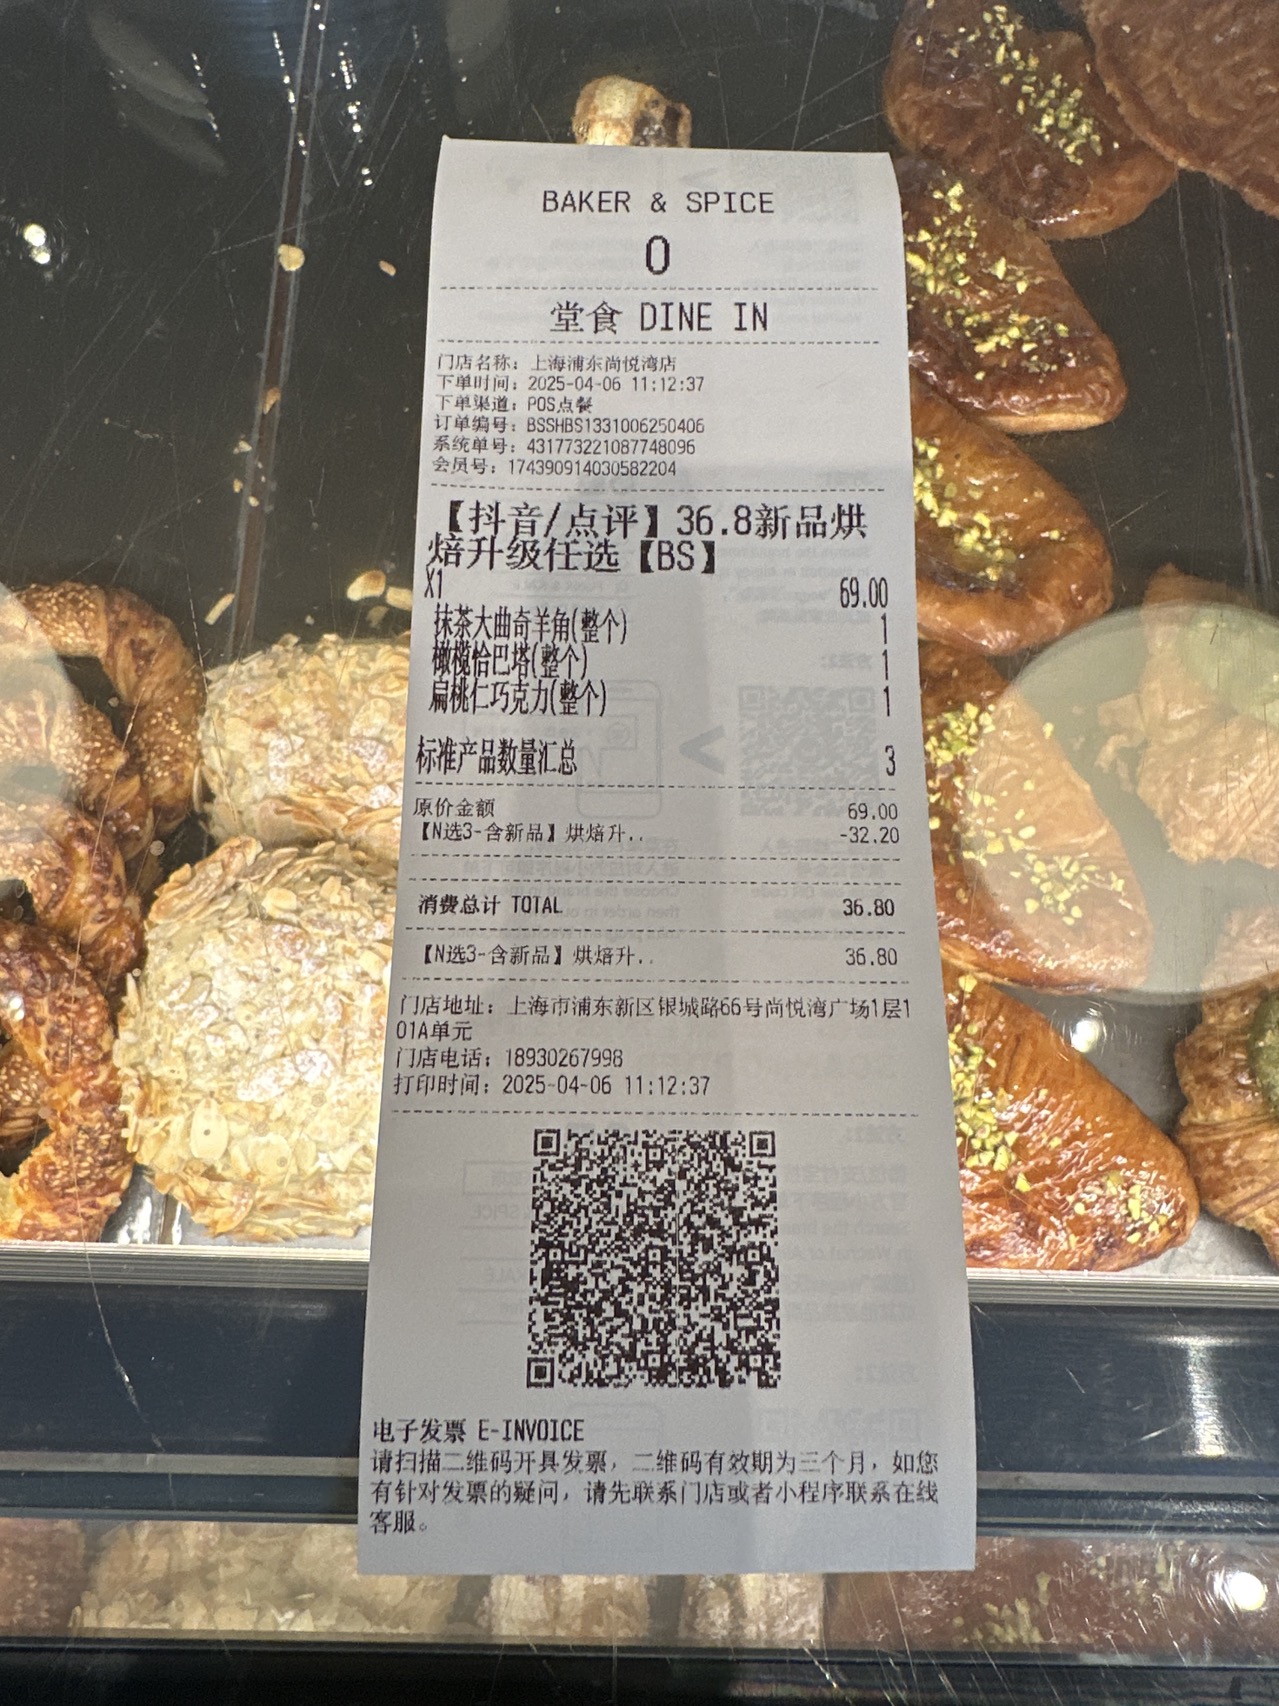 BAKER & SPICE
0
堂食 DINE IN
门店名称：上海浦东尚悦湾店
下单时间：2025-04-06 11:12:37
下单渠道：POS点餐
订单编号：BSSHBS1331006250406
系统单号：431773221087748096
会员号：174390914030582204
【抖音/点评】36.8新品烘
焙升级任选【BS】
X1 69.00
抹茶大曲奇羊角(整个) 1
橄榄恰巴塔(整个) 1
扁桃仁巧克力(整个) 1
标准产品数量汇总 3
原价金额 69.00
【N选3-含新品】烘焙升.. -32.20
消费总计 TOTAL 36.80
【N选3-含新品】烘焙升.. 36.80
门店地址：上海市浦东新区银城路66号尚悦湾广场1层1
01A单元
门店电话：18930267998
打印时间：2025-04-06 11:12:37
电子发票 E-INVOICE
请扫描二维码开具发票，二维码有效期为三个月，如您
有针对发票的疑问，请先联系门店或者小程序联系在线
客服。